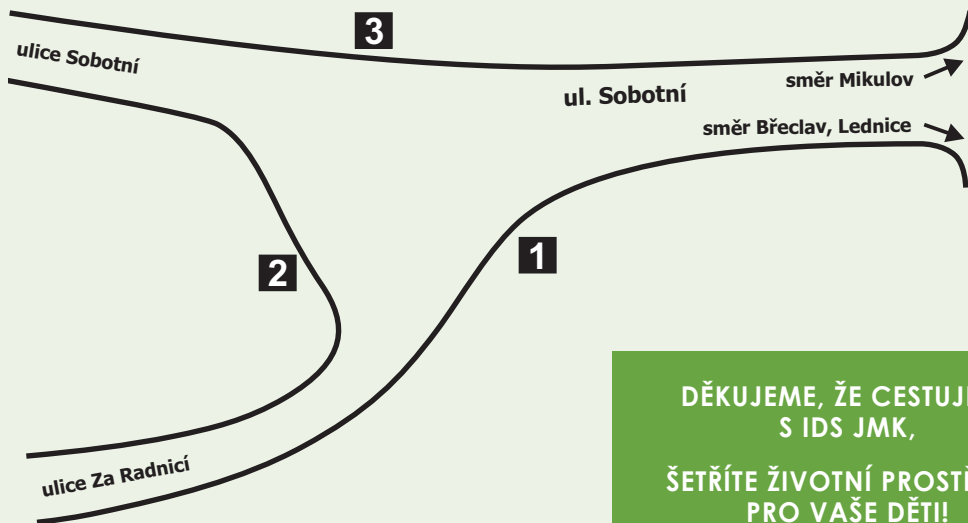 3
ulice Sobotní
směr Mikulov
ul. Sobotní
směr Břeclav, Lednice
1
2
ulice Za Radnicí
DĚKUJEME, ŽE CESTUJ
S IDS JMK,
ŠETŘÍTE ŽIVOTNÍ PROSTŘ
PRO VAŠE DĚTI!